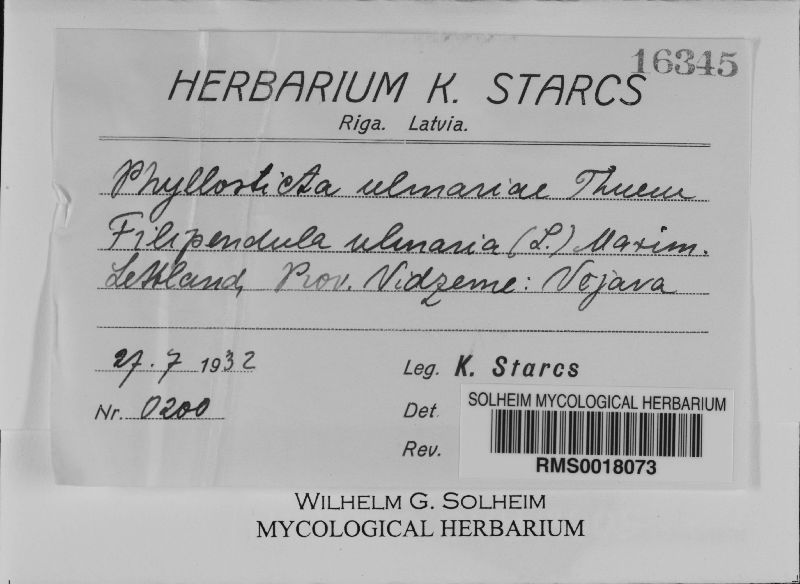 16345
HERBARIUM K. STARCS
Riga. Latvia.
Phyllosticta ulmariae Thuem
Filipendula ulmaria (L.) Maxim.
Lettland, Prov. Vidzeme: Vojava
27. 7 1932
Leg. K. Starcs
Nr. 0200
Det.
Rev.
SOLHEIM MYCOLOGICAL HERBARIUM
RMS0018073
WILHELM G. SOLHEIM
MYCOLOGICAL HERBARIUM